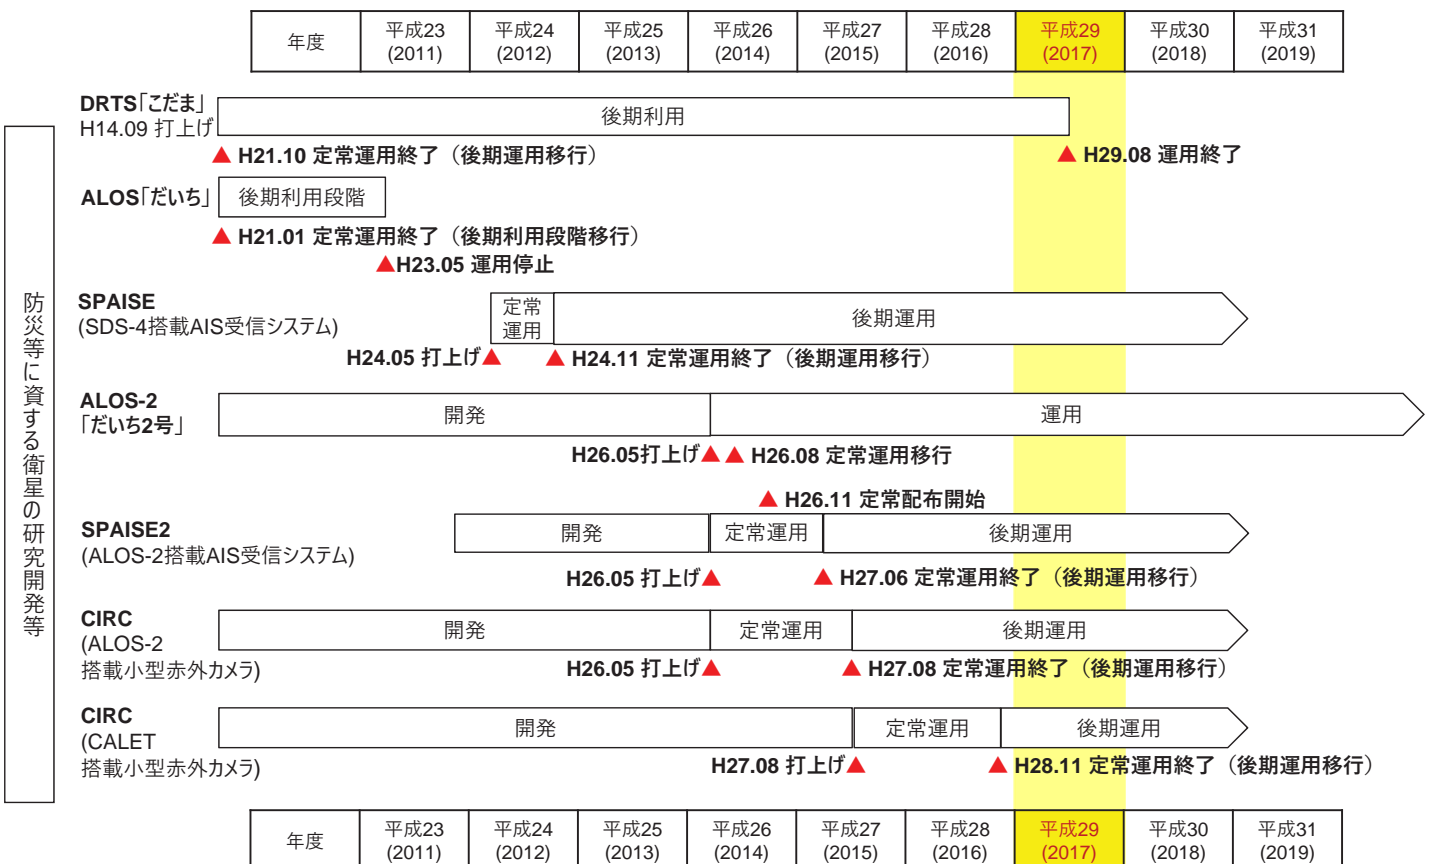 年度
平成23
(2011)
平成24
(2012)
平成25
(2013)
平成26
(2014)
平成27
(2015)
平成28
(2016)
平成29
(2017)
平成30
(2018)
平成31
(2019)
防災等に資する衛星の研究開発等
DRTS「こだま」
H14.09 打上げ
後期利用
▲ H21.10 定常運用終了（後期運用移行）
▲ H29.08 運用終了
ALOS「だいち」
後期利用段階
▲ H21.01 定常運用終了（後期利用段階移行）
▲H23.05 運用停止
SPAISE
(SDS-4搭載AIS受信システム)
定常
運用
後期運用
H24.05 打上げ▲
▲ H24.11 定常運用終了（後期運用移行）
ALOS-2
「だいち2号」
開発
運用
H26.05打上げ▲
▲ H26.08 定常運用移行
▲ H26.11 定常配布開始
SPAISE2
(ALOS-2搭載AIS受信システム)
開発
定常運用
後期運用
H26.05 打上げ▲
▲ H27.06 定常運用終了（後期運用移行）
CIRC
(ALOS-2
搭載小型赤外カメラ)
開発
定常運用
後期運用
H26.05 打上げ▲
▲ H27.08 定常運用終了（後期運用移行）
CIRC
(CALET
搭載小型赤外カメラ)
開発
定常運用
後期運用
H27.08 打上げ▲
▲ H28.11 定常運用終了（後期運用移行）
年度
平成23
(2011)
平成24
(2012)
平成25
(2013)
平成26
(2014)
平成27
(2015)
平成28
(2016)
平成29
(2017)
平成30
(2018)
平成31
(2019)